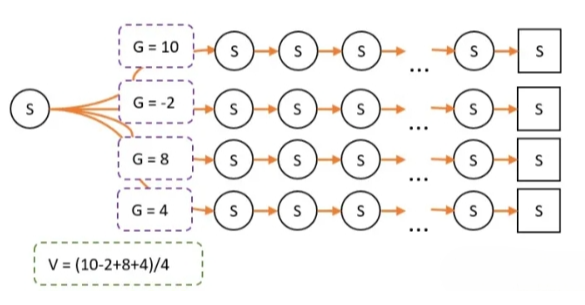 G = 10 S S S ... S S
S
G = -2 S S S ... S S
G = 8 S S S ... S S
G = 4 S S S ... S S
V = (10-2+8+4)/4